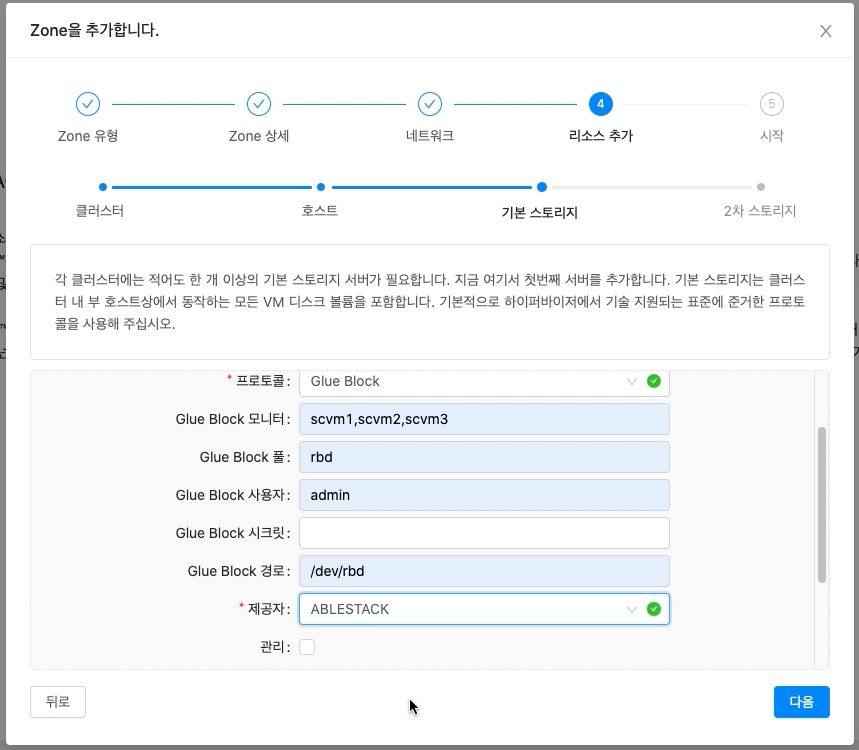 Zone을 추가합니다.
Zone 유형
Zone 상세
네트워크
4
리소스 추가
5
시작
클러스터
호스트
기본 스토리지
2차 스토리지
각 클러스터에는 적어도 한 개 이상의 기본 스토리지 서버가 필요합니다. 지금 여기서 첫번째 서버를 추가합니다. 기본 스토리지는 클러스
터 내 부 호스트상에서 동작하는 모든 VM 디스크 볼륨을 포함합니다. 기본적으로 하이퍼바이저에서 기술 지원되는 표준에 준거한 프로토
콜을 사용해 주십시오.
* 프로토콜: Glue Block
Glue Block 모니터: scvm1,scvm2,scvm3
Glue Block 풀: rbd
Glue Block 사용자: admin
Glue Block 시크릿:
Glue Block 경로: /dev/rbd
* 제공자: ABLESTACK
관리:
뒤로
다음